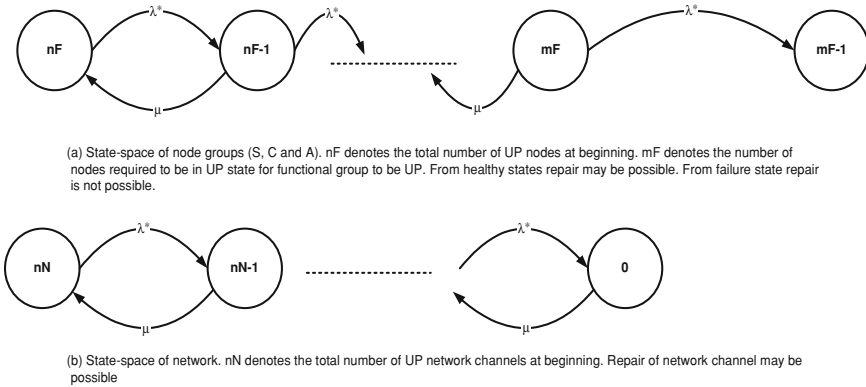 λ*
λ*
λ*
nF
nF-1
mF
mF-1
μ
μ
(a) State-space of node groups (S, C and A). nF denotes the total number of UP nodes at beginning. mF denotes the number of
nodes required to be in UP state for functional group to be UP. From healthy states repair may be possible. From failure state repair
is not possible.
λ*
λ*
nN
nN-1
0
μ
μ
(b) State-space of network. nN denotes the total number of UP network channels at beginning. Repair of network channel may be
possible